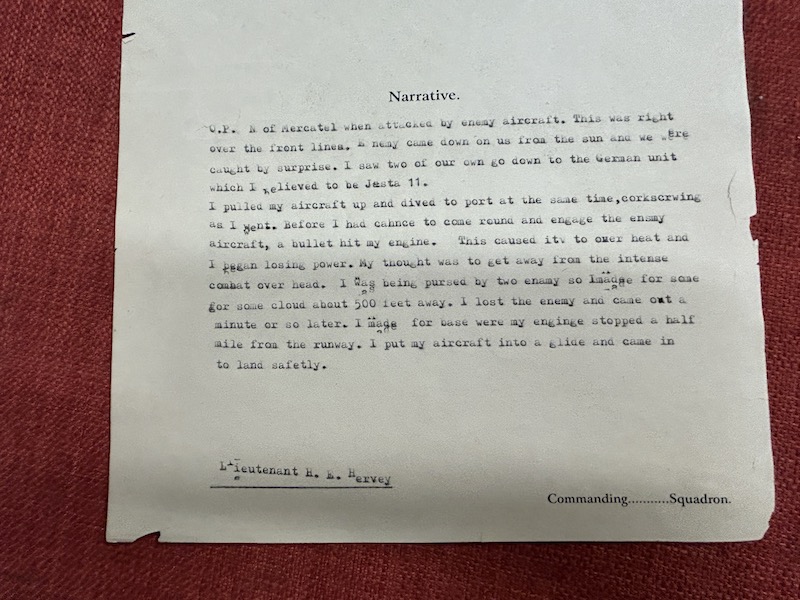 Narrative.
O.P. E of Mercatel when attacked by enemy aircraft. This was right
over the front lines. E nemy came down on us from the sun and we were
caught by surprise. I saw two of our own go down to the German unit
which I believed to be Jasta 11.
I pulled my aircraft up and dived to port at the same time,corkscrwing
as I went. Before I had cahnce to come round and engage the enamy
aircraft, a bullet hit my engine. This caused itv to over heat and
I began losing power. My thought was to get away from the intense
combat over head. I was being pursed by two enamy so Imadge for some
for some cloud about 500 feet away. I lost the enemy and came out a
minute or so later. I made for base were my enginge stopped a half
mile from the runway. I put my aircraft into a glide and came in
to land safetly.
Lieutenant H. E. Hervey
Commanding...........Squadron.